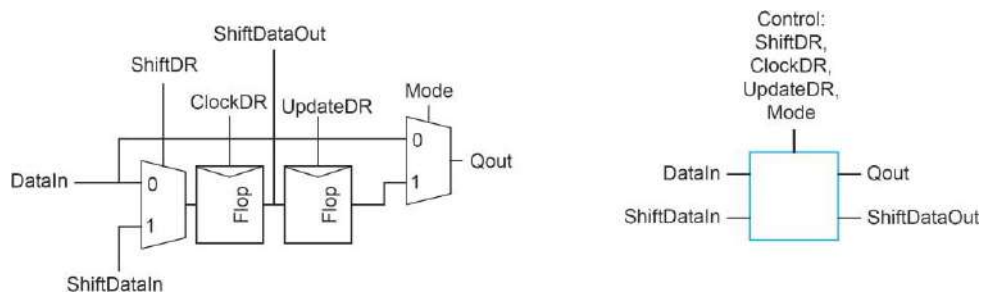 ShiftDataOut
ShiftDR
ClockDR
UpdateDR
Mode
0
Qout
DataIn
0
1
Flop
Flop
1
ShiftDataIn
Control:
ShiftDR,
ClockDR,
UpdateDR,
Mode
DataIn
Qout
ShiftDataIn
ShiftDataOut